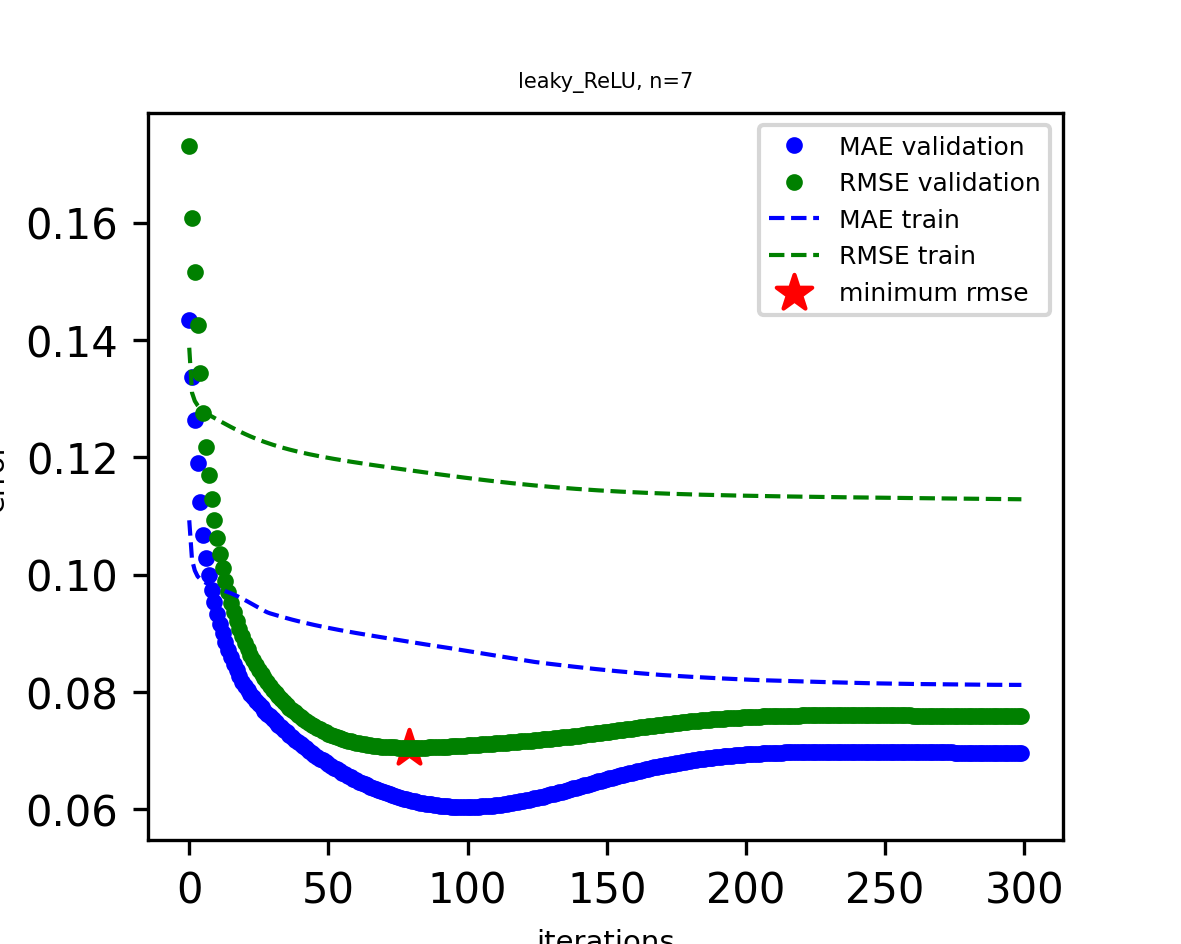 leaky_ReLU, n=7
MAE validation
RMSE validation
MAE train
RMSE train
minimum rmse
0.16
0.14
0.12
0.10
0.08
0.06
0 50 100 150 200 250 300
iterations